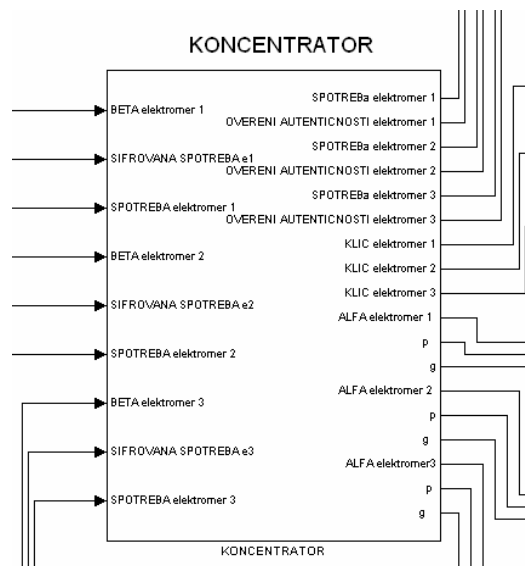 KONCENTRATOR
BETA elektromer 1
SIFROVANA SPOTREBA e1
SPOTREBA elektromer 1
BETA elektromer 2
SIFROVANA SPOTREBA e2
SPOTREBA elektromer 2
BETA elektromer 3
SIFROVANA SPOTREBA e3
SPOTREBA elektromer 3
SPOTREBa elektromer 1
OVERENI AUTENTICNOSTI elektromer 1
SPOTREBa elektromer 2
OVERENI AUTENTICNOSTI elektromer 2
SPOTREBa elektromer 3
OVERENI AUTENTICNOSTI elektromer 3
KLIC elektromer 1
KLIC elektromer 2
KLIC elektromer 3
ALFA elektromer 1
p
g
ALFA elektromer 2
p
g
ALFA elektromer3
p
g
KONCENTRATOR